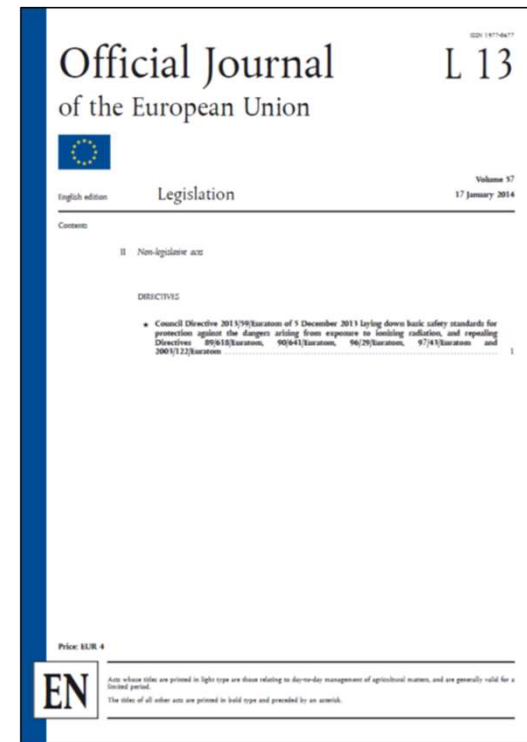 ISSN 1977-0677
Official Journal
L 13
of the European Union
Volume 57
English edition
Legislation
17 January 2014
Contents
II Non-legislative acts
DIRECTIVES
★ Council Directive 2013/59/Euratom of 5 December 2013 laying down basic safety standards for
protection against the dangers arising from exposure to ionising radiation, and repealing
Directives 89/618/Euratom, 90/641/Euratom, 96/29/Euratom, 97/43/Euratom and
2003/122/Euratom 1
Price: EUR 4
EN
Acts whose titles are printed in light type are those relating to day-to-day management of agricultural matters, and are generally valid for a
limited period.
The titles of all other acts are printed in bold type and preceded by an asterisk.